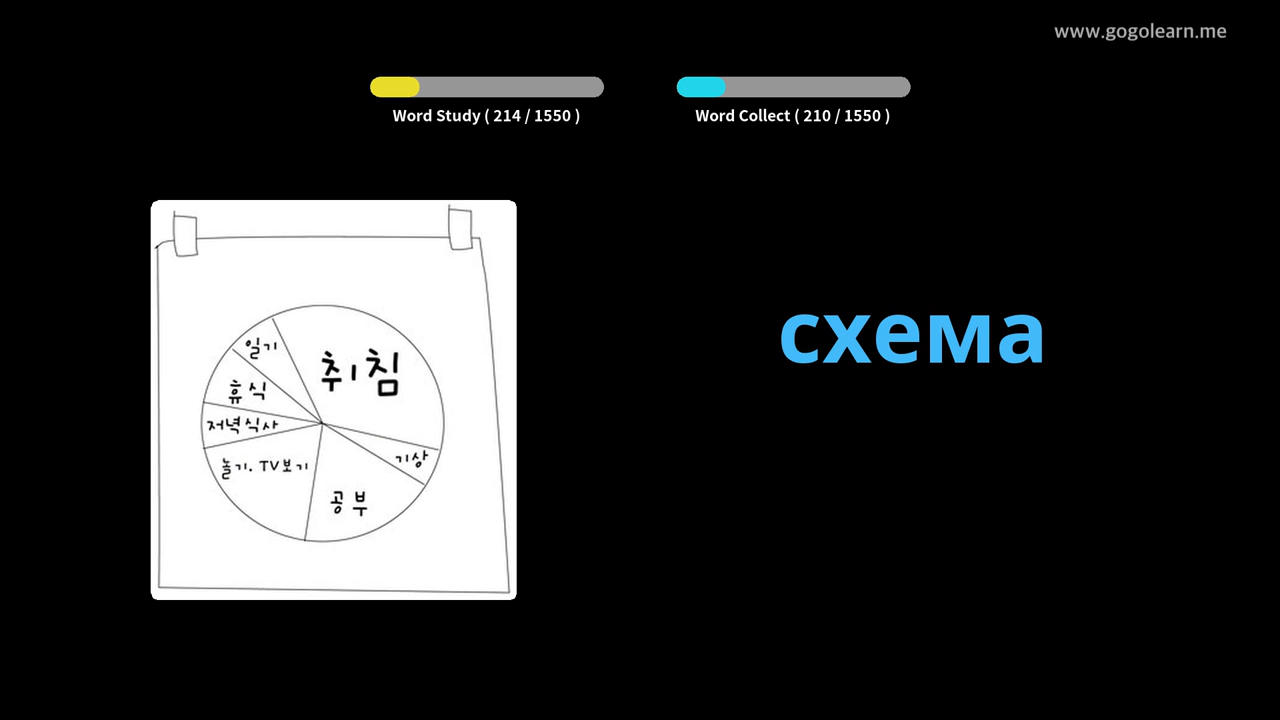 www.gogolearn.me
Word Study ( 214 / 1550 )
Word Collect ( 210 / 1550 )
일기
취침
휴식
저녁식사
놀기. TV보기
기상
공부
схема